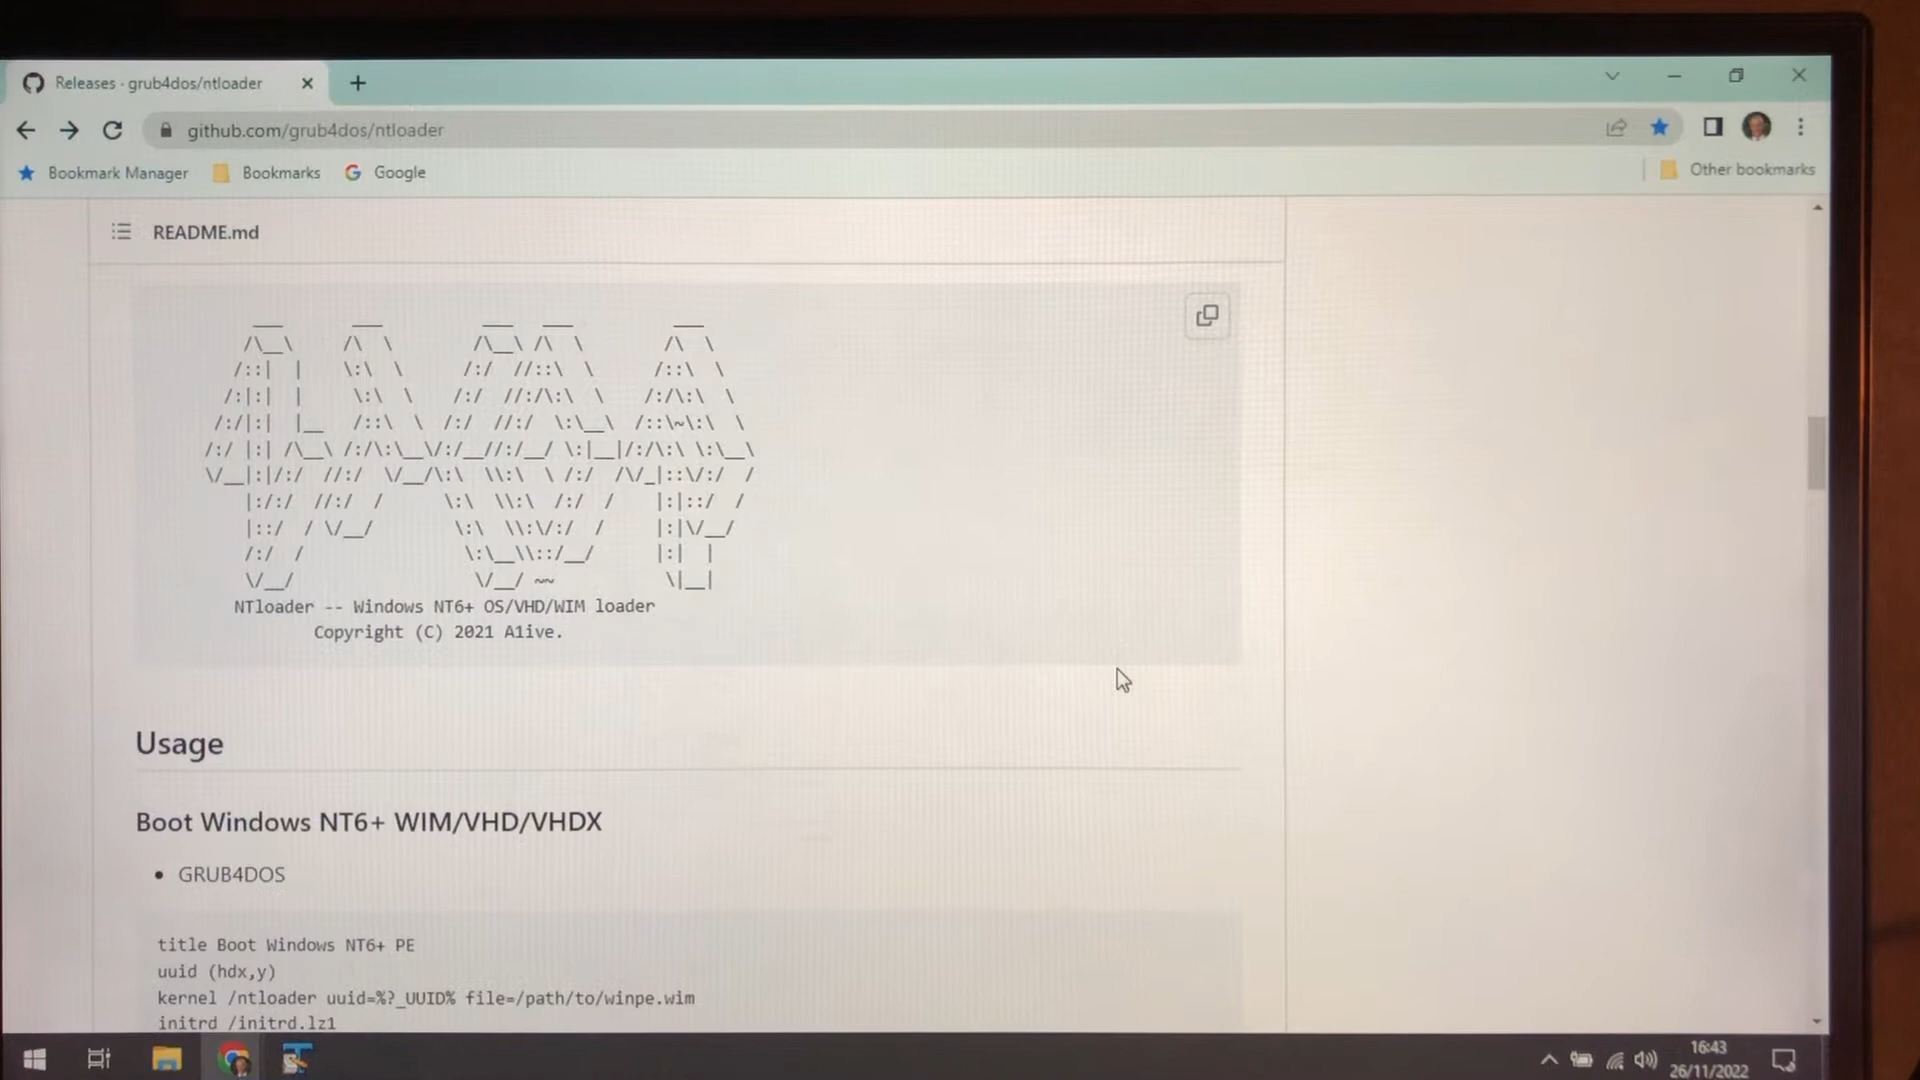 Releases · grub4dos/ntloader
github.com/grub4dos/ntloader
Bookmark Manager
Bookmarks
Google
Other bookmarks
README.md
NTloader -- Windows NT6+ OS/VHD/WIM loader
Copyright (C) 2021 A1ive.
Usage
Boot Windows NT6+ WIM/VHD/VHDX
GRUB4DOS
title Boot Windows NT6+ PE
uuid (hdx,y)
kernel /ntloader uuid=%?_UUID% file=/path/to/winpe.wim
initrd /initrd.lz1
16:43
26/11/2022